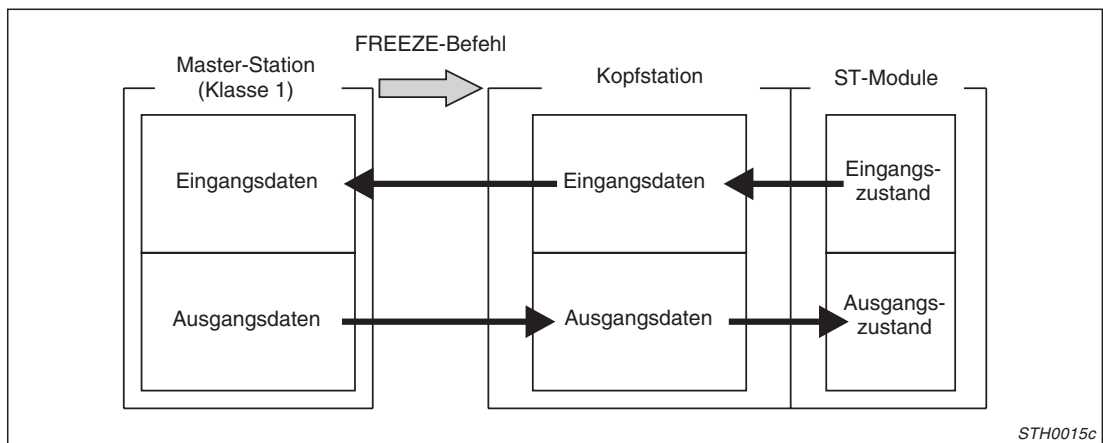 FREEZE-Befehl
Master-Station
(Klasse 1)
Kopfstation
ST-Module
Eingangsdaten
Eingangsdaten
Eingangs-
zustand
Ausgangsdaten
Ausgangsdaten
Ausgangs-
zustand
STH0015c